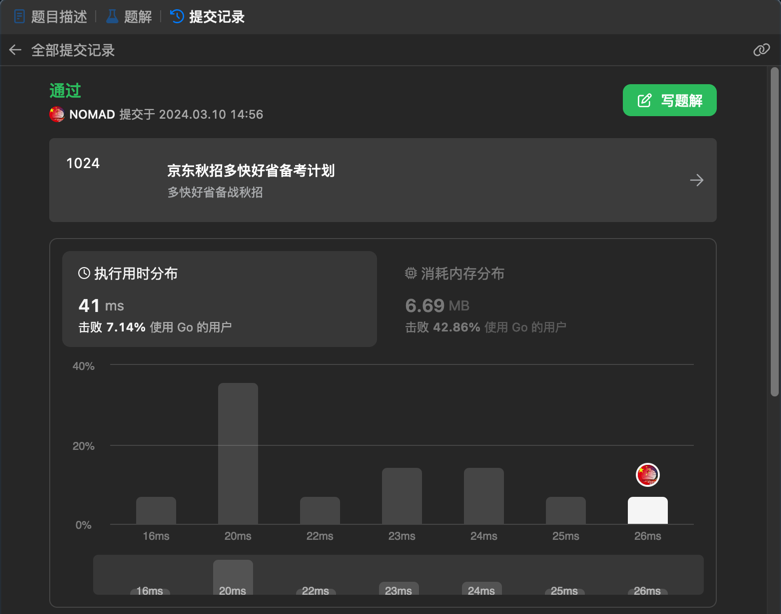 题目描述 题解 提交记录
全部提交记录
通过
NOMAD 提交于 2024.03.10 14:56
写题解
1024
京东秋招多快好省备考计划
多快好省备战秋招
执行用时分布
41 ms
击败 7.14% 使用 Go 的用户
消耗内存分布
6.69 MB
击败 42.86% 使用 Go 的用户
40%
20%
0%
16ms 20ms 22ms 23ms 24ms 25ms 26ms
16ms 20ms 22ms 23ms 24ms 25ms 26ms